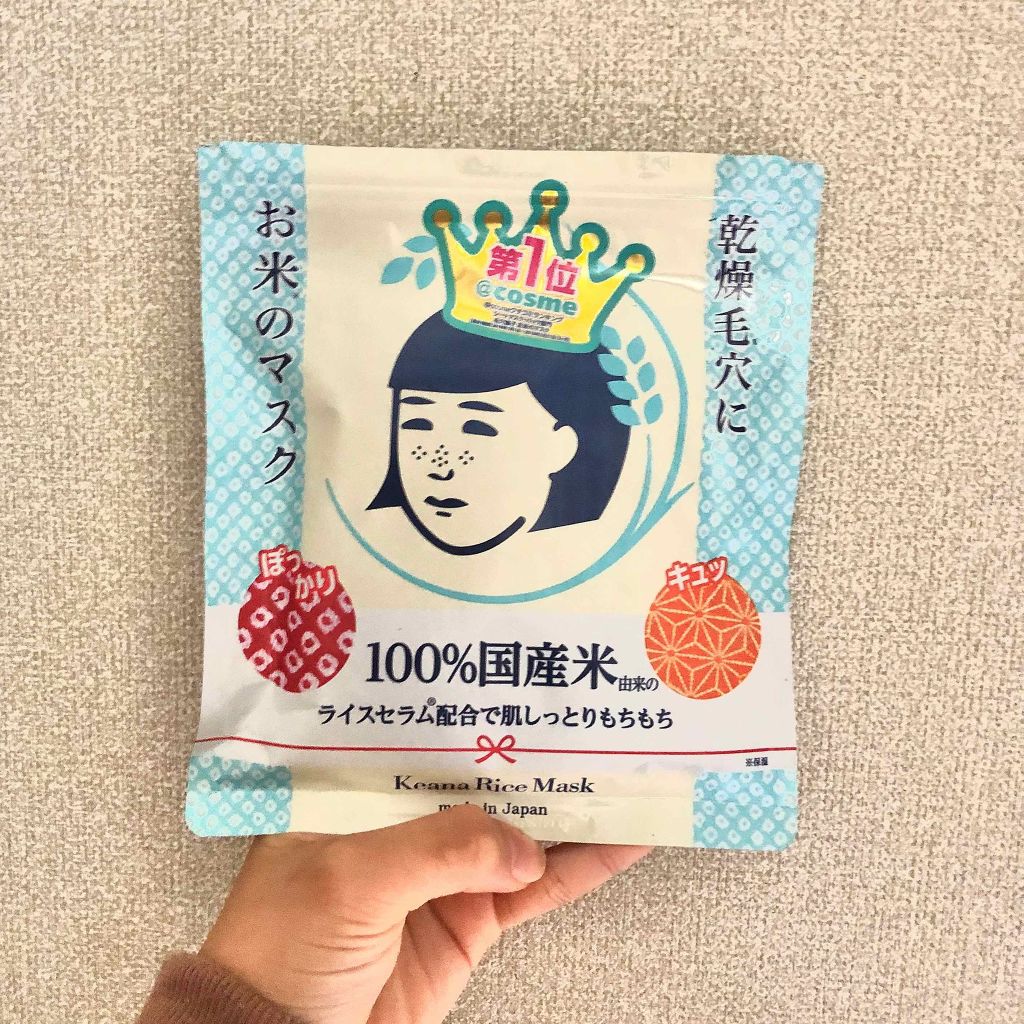 乾燥毛穴に
お米のマスク
第1位
@cosme
ぽっかり
キュッ
100%国産米由来の
ライスセラム®配合で肌しっとりもちもち
※保湿
Keana Rice Mask
in Japan